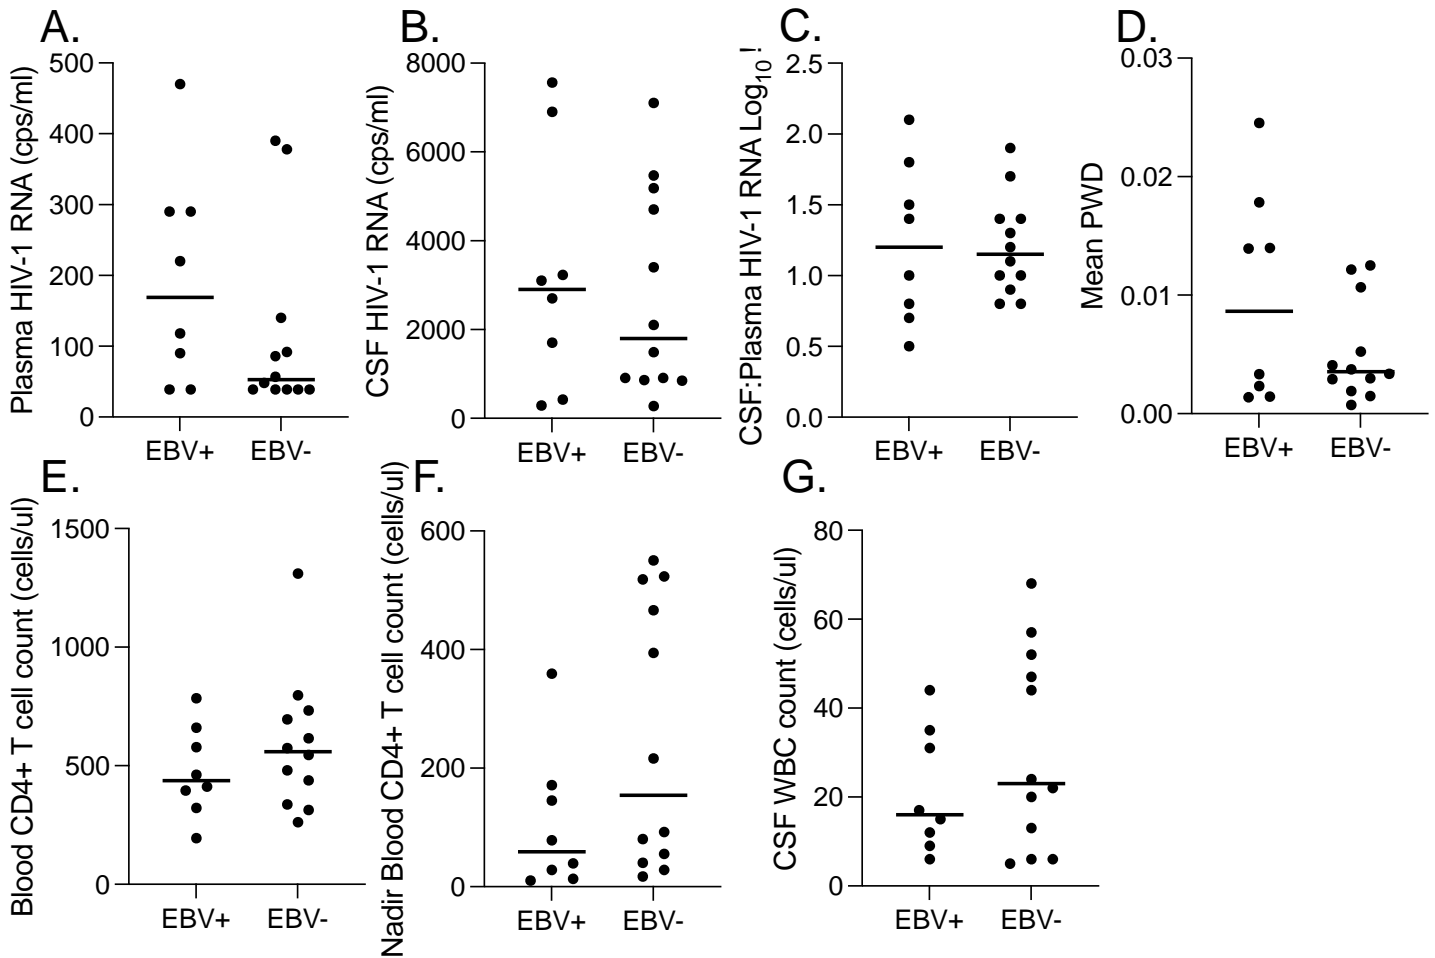 A.
Plasma HIV-1 RNA (cps/ml)
500
400
300
200
100
0
EBV+ EBV-
B.
CSF HIV-1 RNA (cps/ml)
8000
6000
4000
2000
0
EBV+ EBV-
C.
CSF:Plasma HIV-1 RNA Log10 !
2.5
2.0
1.5
1.0
0.5
0.0
EBV+ EBV-
D.
Mean PWD
0.03
0.02
0.01
0.00
EBV+ EBV-
E.
Blood CD4+ T cell count (cells/ul)
1500
1000
500
0
EBV+ EBV-
F.
Nadir Blood CD4+ T cell count (cells/ul)
600
400
200
0
EBV+ EBV-
G.
CSF WBC count (cells/ul)
80
60
40
20
0
EBV+ EBV-